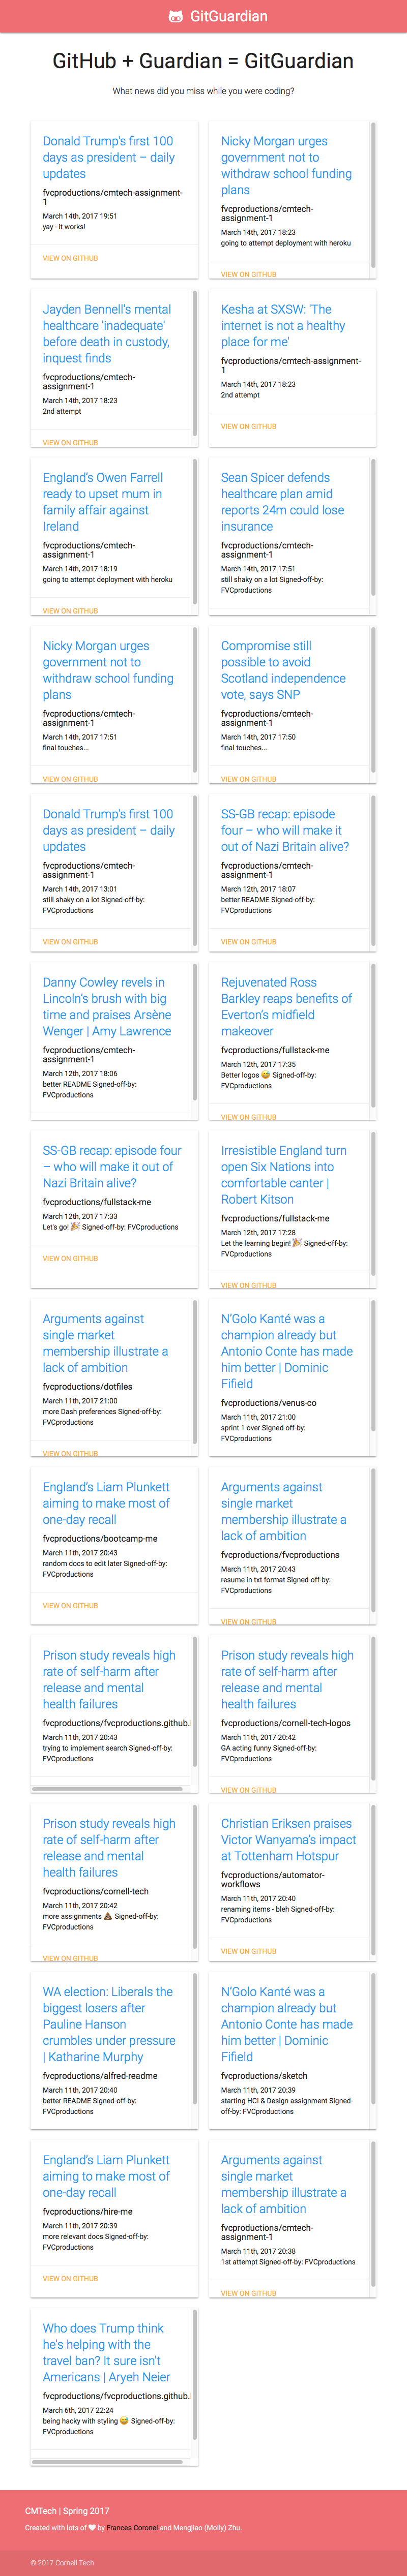 GitGuardian
GitHub + Guardian = GitGuardian
What news did you miss while you were coding?
Donald Trump's first 100
days as president – daily
updates
fvcproductions/cmtech-assignment-
1
March 14th, 2017 19:51
yay - it works!
VIEW ON GITHUB
Nicky Morgan urges
government not to
withdraw school funding
plans
fvcproductions/cmtech-
assignment-1
March 14th, 2017 18:23
going to attempt deployment with heroku
VIEW ON GITHUB
Jayden Bennell's mental
healthcare 'inadequate'
before death in custody,
inquest finds
fvcproductions/cmtech-
assignment-1
March 14th, 2017 18:23
2nd attempt
VIEW ON GITHUB
Kesha at SXSW: 'The
internet is not a healthy
place for me'
fvcproductions/cmtech-assignment-
1
March 14th, 2017 18:23
2nd attempt
VIEW ON GITHUB
England's Owen Farrell
ready to upset mum in
family affair against
Ireland
fvcproductions/cmtech-
assignment-1
March 14th, 2017 18:19
going to attempt deployment with heroku
VIEW ON GITHUB
Sean Spicer defends
healthcare plan amid
reports 24m could lose
insurance
fvcproductions/cmtech-
assignment-1
March 14th, 2017 17:51
still shaky on a lot Signed-off-by:
FVCproductions
Nicky Morgan urges
government not to
withdraw school funding
plans
fvcproductions/cmtech-
assignment-1
March 14th, 2017 17:51
final touches...
VIEW ON GITHUB
Compromise still
possible to avoid
Scotland independence
vote, says SNP
fvcproductions/cmtech-
assignment-1
March 14th, 2017 17:50
final touches...
VIEW ON GITHUB
Donald Trump's first 100
days as president – daily
updates
fvcproductions/cmtech-
assignment-1
March 14th, 2017 13:01
still shaky on a lot Signed-off-by:
FVCproductions
VIEW ON GITHUB
SS-GB recap: episode
four – who will make it
out of Nazi Britain alive?
fvcproductions/cmtech-
assignment-1
March 12th, 2017 18:07
better README Signed-off-by:
FVCproductions
VIEW ON GITHUB
Danny Cowley revels in
Lincoln's brush with big
time and praises Arsène
Wenger | Amy Lawrence
fvcproductions/cmtech-
assignment-1
March 12th, 2017 18:06
better README Signed-off-by:
FVCproductions
Rejuvenated Ross
Barkley reaps benefits of
Everton's midfield
makeover
fvcproductions/fullstack-me
March 12th, 2017 17:35
Better logos 😅 Signed-off-by:
FVCproductions
VIEW ON GITHUB
SS-GB recap: episode four
– who will make it out of
Nazi Britain alive?
fvcproductions/fullstack-me
March 12th, 2017 17:33
Let's go! 🎉 Signed-off-by: FVCproductions
VIEW ON GITHUB
Irresistible England turn
open Six Nations into
comfortable canter |
Robert Kitson
fvcproductions/fullstack-me
March 12th, 2017 17:28
Let the learning begin! 🎉 Signed-off-by:
FVCproductions
VIEW ON GITHUB
Arguments against
single market
membership illustrate a
lack of ambition
fvcproductions/dotfiles
March 11th, 2017 21:00
more Dash preferences Signed-off-by:
FVCproductions
VIEW ON GITHUB
N'Golo Kanté was a
champion already but
Antonio Conte has made
him better | Dominic
Fifield
fvcproductions/venus-co
March 11th, 2017 21:00
sprint 1 over Signed-off-by:
FVCproductions
England's Liam Plunkett
aiming to make most of
one-day recall
fvcproductions/bootcamp-me
March 11th, 2017 20:43
random docs to edit later Signed-off-by:
FVCproductions
VIEW ON GITHUB
Arguments against
single market
membership illustrate a
lack of ambition
fvcproductions/fvcproductions
March 11th, 2017 20:43
resume in txt format Signed-off-by:
FVCproductions
VIEW ON GITHUB
Prison study reveals high
rate of self-harm after
release and mental
health failures
fvcproductions/fvcproductions.github.
March 11th, 2017 20:43
trying to implement search Signed-off-by:
FVCproductions
Prison study reveals high
rate of self-harm after
release and mental
health failures
fvcproductions/cornell-tech-logos
March 11th, 2017 20:42
GA acting funny Signed-off-by:
FVCproductions
VIEW ON GITHUB
Prison study reveals high
rate of self-harm after
release and mental
health failures
fvcproductions/cornell-tech
March 11th, 2017 20:42
more assignments 💩 Signed-off-by:
FVCproductions
VIEW ON GITHUB
Christian Eriksen praises
Victor Wanyama's impact
at Tottenham Hotspur
fvcproductions/automator-
workflows
March 11th, 2017 20:40
renaming items - bleh Signed-off-by:
FVCproductions
VIEW ON GITHUB
WA election: Liberals the
biggest losers after
Pauline Hanson
crumbles under pressure
| Katharine Murphy
fvcproductions/alfred-readme
March 11th, 2017 20:40
better README Signed-off-by:
FVCproductions
N'Golo Kanté was a
champion already but
Antonio Conte has made
him better | Dominic
Fifield
fvcproductions/sketch
March 11th, 2017 20:39
starting HCI & Design assignment Signed-
off-by: FVCproductions
England's Liam Plunkett
aiming to make most of
one-day recall
fvcproductions/hire-me
March 11th, 2017 20:39
more relevant docs Signed-off-by:
FVCproductions
VIEW ON GITHUB
Arguments against
single market
membership illustrate a
lack of ambition
fvcproductions/cmtech-
assignment-1
March 11th, 2017 20:38
1st attempt Signed-off-by: FVCproductions
VIEW ON GITHUB
Who does Trump think
he's helping with the
travel ban? It sure isn't
Americans | Aryeh Neier
fvcproductions/fvcproductions.github.
March 6th, 2017 22:24
being hacky with styling 😄 Signed-off-by:
FVCproductions
CMTech | Spring 2017
Created with lots of 🤍 by Frances Coronel and Mengjiao (Molly) Zhu.
© 2017 Cornell Tech